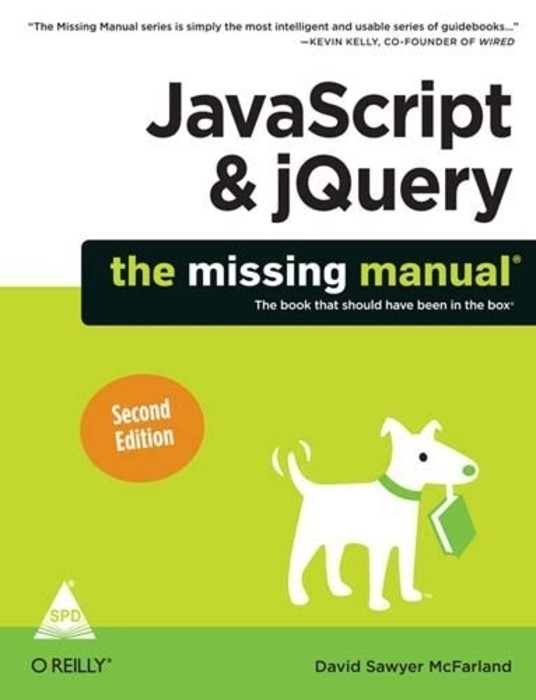 “The Missing Manual series is simply the most intelligent and usable series of guidebooks...”
—KEVIN KELLY, CO-FOUNDER OF WIRED
JavaScript
& jQuery
the missing manual®
The book that should have been in the box®
Second
Edition
SPD®
O REILLY®
David Sawyer McFarland